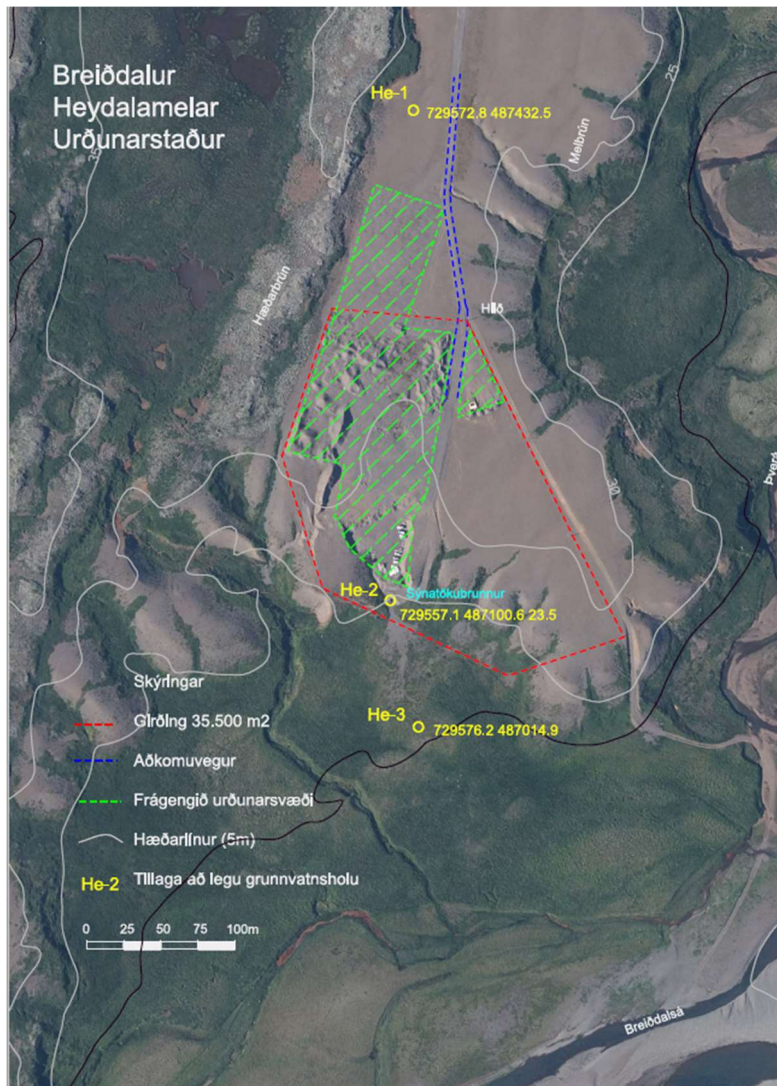 Breiðdalur
Heydalamelar
Urðunarstaður
35
25
He-1
729572.8 487432.5
Melbrún
Hæðarbrún
Hlið
30
Þverá
He-2
Sýnatökubrunnur
729557.1 487100.6 23.5
He-3
729576.2 487014.9
Skýringar
Girðing 35.500 m2
Aðkomuvegur
Frágengið urðunarsvæði
Hæðarlínur (5m)
He-2 Tillaga að legu grunnvatnsholu
0 25 50 100m
Breiðdalsá